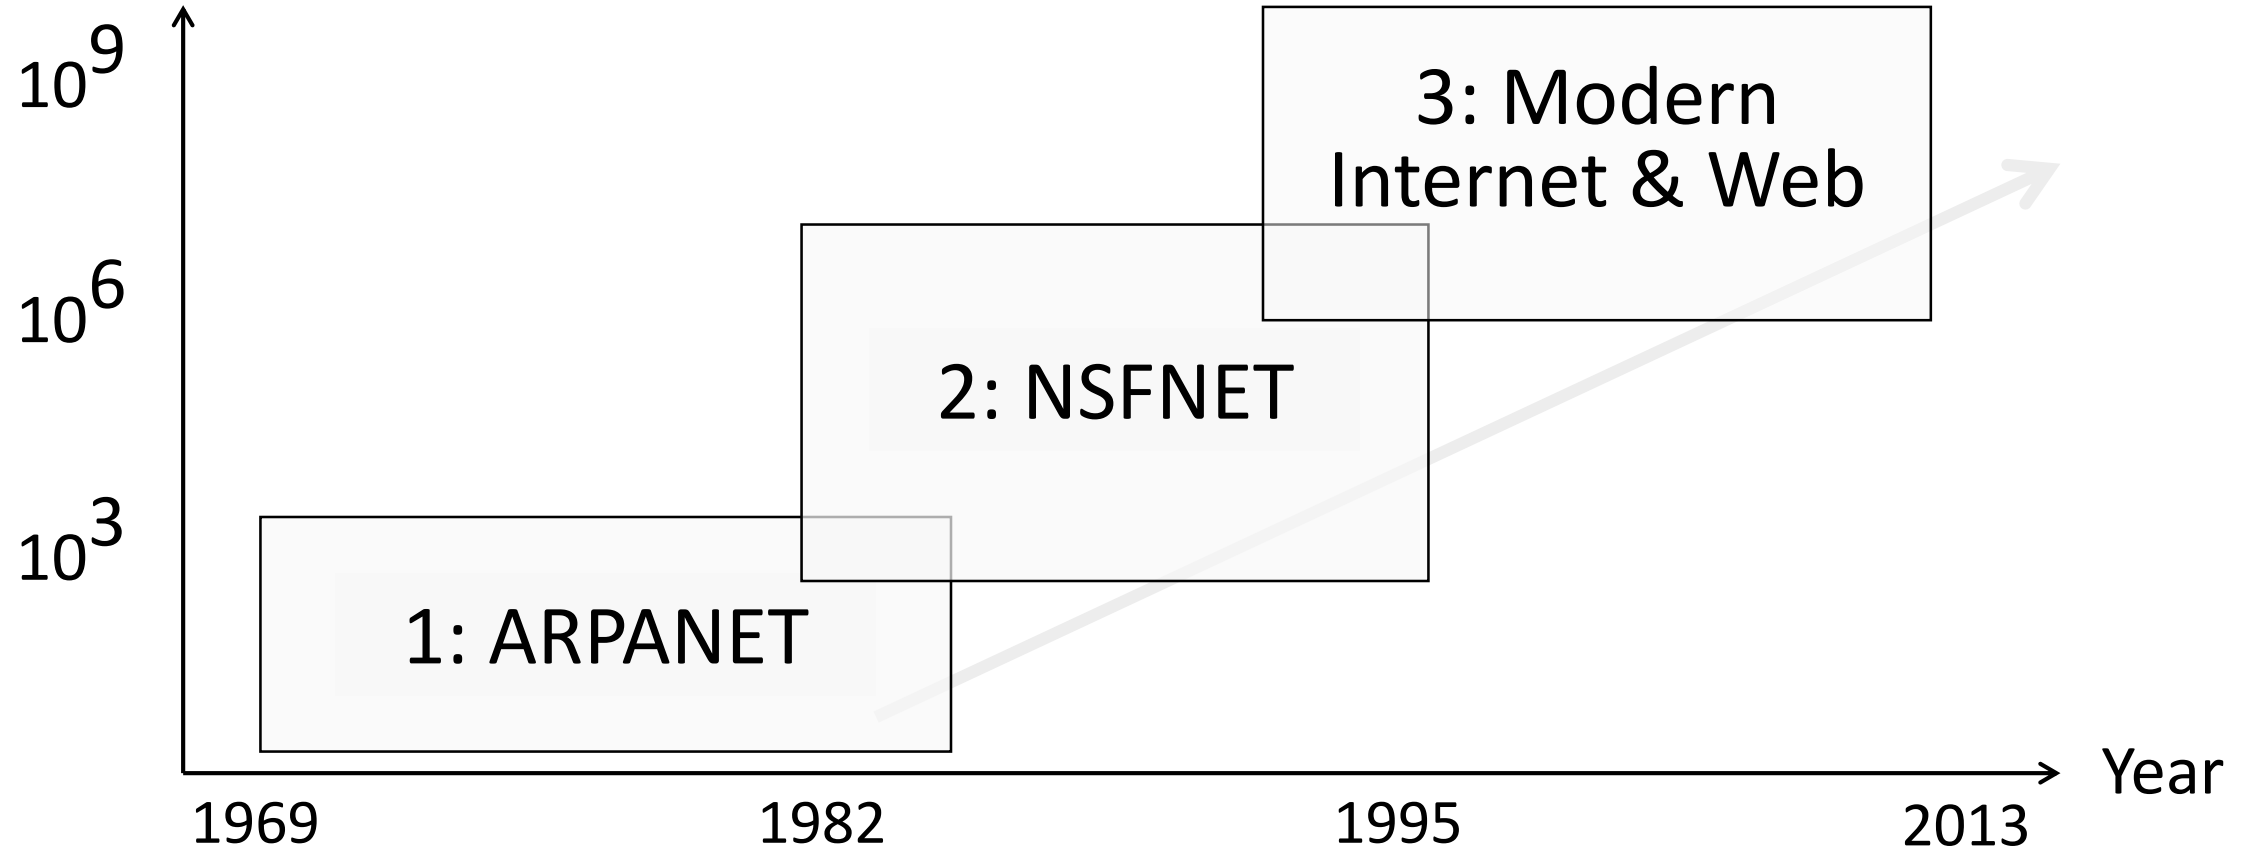 10^9
3: Modern
Internet & Web
10^6
2: NSFNET
10^3
1: ARPANET
Year
1969 1982 1995 2013